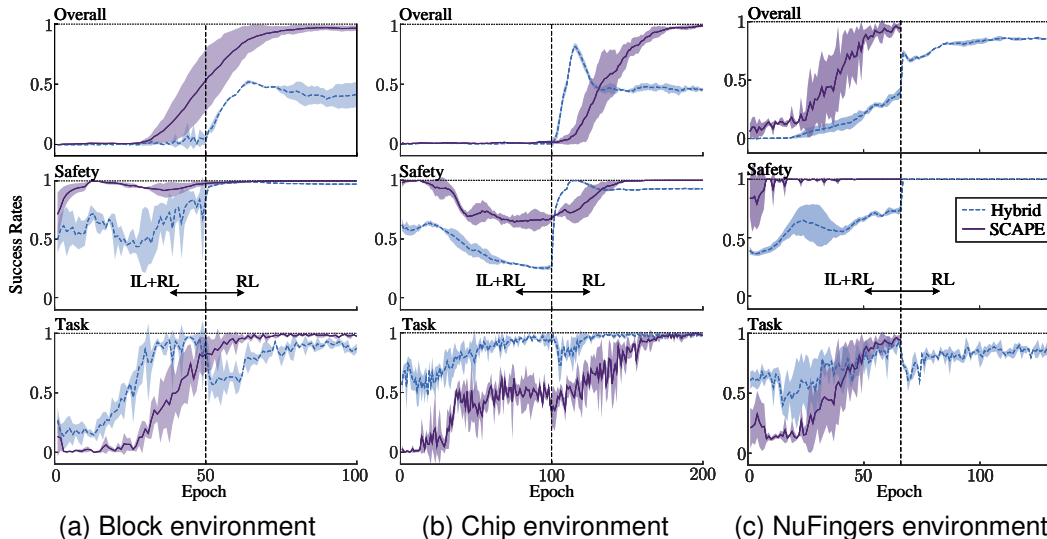 Overall
1
0.5
0
Safety
1
0.5
0
IL+RL
RL
Task
1
0.5
0
0
50
100
Epoch
Success Rates
(a) Block environment
Overall
1
0.5
0
Safety
1
0.5
0
IL+RL
RL
Task
1
0.5
0
0
100
200
Epoch
(b) Chip environment
Overall
1
0.5
0
Safety
1
0.5
0
Hybrid
SCAPE
IL+RL
RL
Task
1
0.5
0
0
50
100
Epoch
(c) NuFingers environment